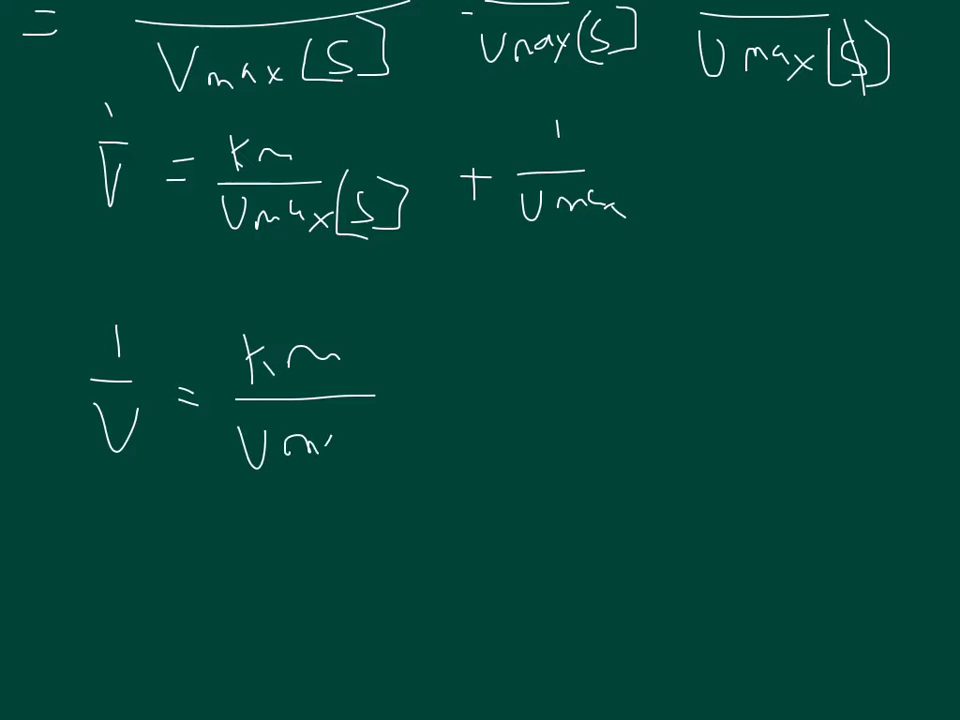 = Vmax[S] Vmax[S] Vmax[S]
1/V = Km/Vmax[S] + 1/Vmax
1/V = Km/Vm